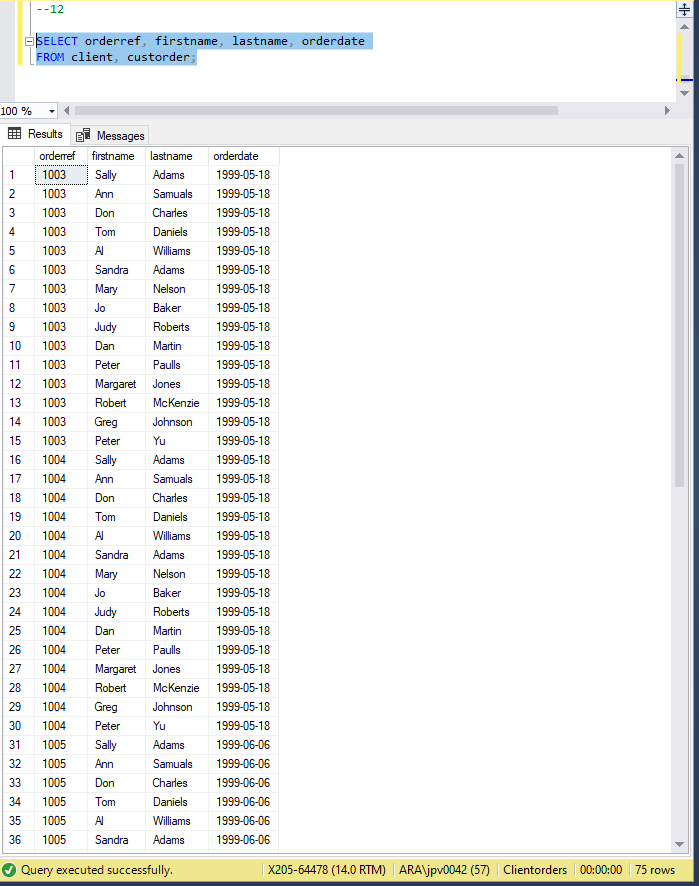 --12
SELECT orderref, firstname, lastname, orderdate
FROM client, custorder;
100 %
Results Messages
orderref firstname lastname orderdate
1 1003 Sally Adams 1999-05-18
2 1003 Ann Samuals 1999-05-18
3 1003 Don Charles 1999-05-18
4 1003 Tom Daniels 1999-05-18
5 1003 Al Williams 1999-05-18
6 1003 Sandra Adams 1999-05-18
7 1003 Mary Nelson 1999-05-18
8 1003 Jo Baker 1999-05-18
9 1003 Judy Roberts 1999-05-18
10 1003 Dan Martin 1999-05-18
11 1003 Peter Paulls 1999-05-18
12 1003 Margaret Jones 1999-05-18
13 1003 Robert McKenzie 1999-05-18
14 1003 Greg Johnson 1999-05-18
15 1003 Peter Yu 1999-05-18
16 1004 Sally Adams 1999-05-18
17 1004 Ann Samuals 1999-05-18
18 1004 Don Charles 1999-05-18
19 1004 Tom Daniels 1999-05-18
20 1004 Al Williams 1999-05-18
21 1004 Sandra Adams 1999-05-18
22 1004 Mary Nelson 1999-05-18
23 1004 Jo Baker 1999-05-18
24 1004 Judy Roberts 1999-05-18
25 1004 Dan Martin 1999-05-18
26 1004 Peter Paulls 1999-05-18
27 1004 Margaret Jones 1999-05-18
28 1004 Robert McKenzie 1999-05-18
29 1004 Greg Johnson 1999-05-18
30 1004 Peter Yu 1999-05-18
31 1005 Sally Adams 1999-06-06
32 1005 Ann Samuals 1999-06-06
33 1005 Don Charles 1999-06-06
34 1005 Tom Daniels 1999-06-06
35 1005 Al Williams 1999-06-06
36 1005 Sandra Adams 1999-06-06
Query executed successfully. X205-64478 (14.0 RTM) ARA\jpv0042 (57) Clientorders 00:00:00 75 rows